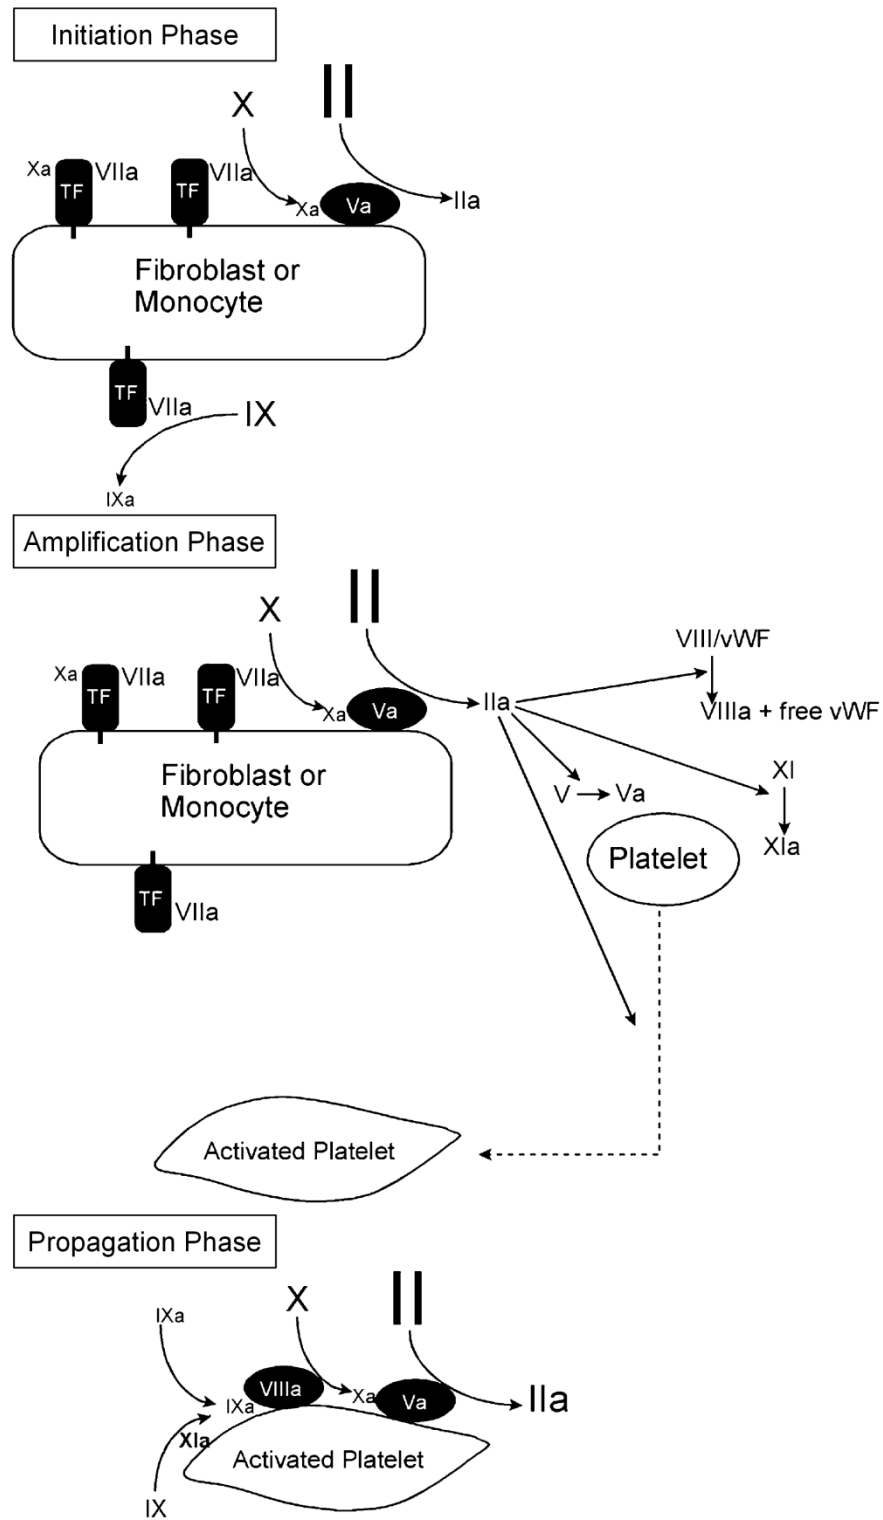 Initiation Phase
X
II
Xa
TF
VIIa
TF
VIIa
Xa
Va
IIa
Fibroblast or
Monocyte
TF
VIIa
IX
IXa
Amplification Phase
X
II
Xa
TF
VIIa
TF
VIIa
Xa
Va
IIa
VIII/vWF
VIIIa + free vWF
Fibroblast or
Monocyte
V
Va
XI
XIa
Platelet
TF
VIIa
Activated Platelet
Propagation Phase
IXa
X
II
IXa
VIIIa
Xa
Va
IIa
XIa
Activated Platelet
IX